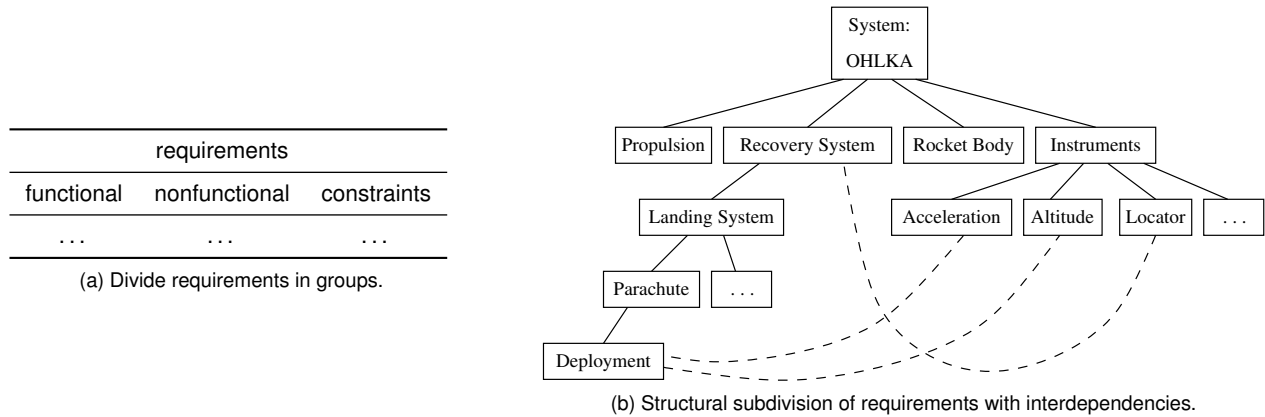 requirements
functional nonfunctional constraints
... ... ...
(a) Divide requirements in groups.
System:
OHLKA
Propulsion Recovery System Rocket Body Instruments
Landing System Acceleration Altitude Locator ...
Parachute ...
Deployment
(b) Structural subdivision of requirements with interdependencies.